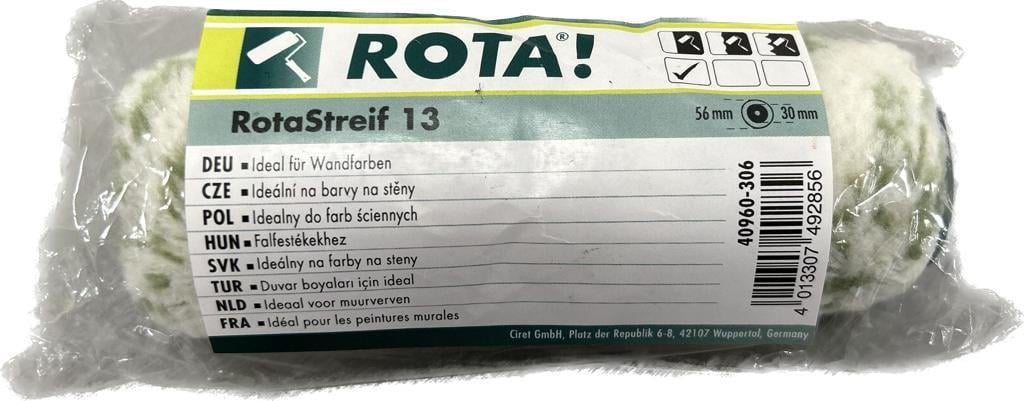 ROTA®!
RotaStreif 13
56 mm 30 mm
DEU ▪ Ideal für Wandfarben
CZE ▪ Ideální na barvy na stěny
POL ▪ Idealny do farb ściennych
HUN ▪ Falfestékekhez
SVK ▪ Ideálny na farby na steny
TUR ▪ Duvar boyaları için ideal
NLD ▪ Ideaal voor muurverven
FRA ▪ Idéal pour les peintures murales
40960-306
4 013307 492856
Ciret GmbH, Platz der Republik 6-8, 42107 Wuppertal, Germany